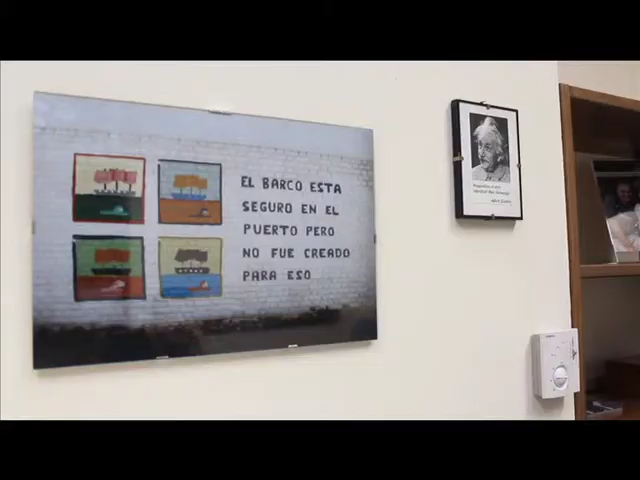 EL BARCO ESTA
SEGURO EN EL
PUERTO PERO
NO FUE CREADO
PARA ESO